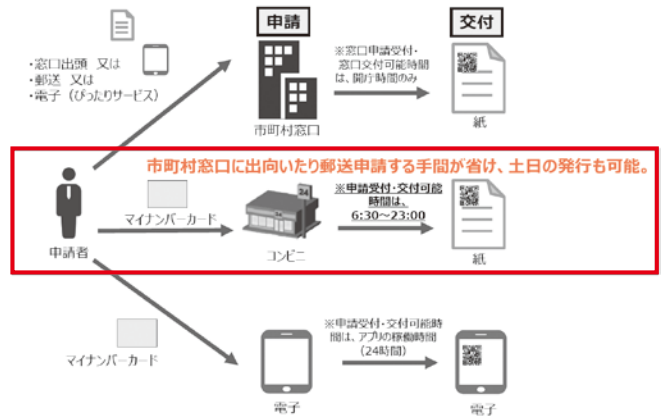 申請
交付
・窓口出頭 又は
・郵送 又は
・電子（ぴったりサービス）
※窓口申請受付・
窓口交付可能時間
は、開庁時間のみ
市町村窓口
紙
市町村窓口に出向いたり郵送申請する手間が省け、土日の発行も可能。
マイナンバーカード
24
※申請受付・交付可能
時間は、
6:30～23:00
申請者
コンビニ
紙
※申請受付・交付可能時
間は、アプリの稼働時間
（24時間）
マイナンバーカード
電子
電子